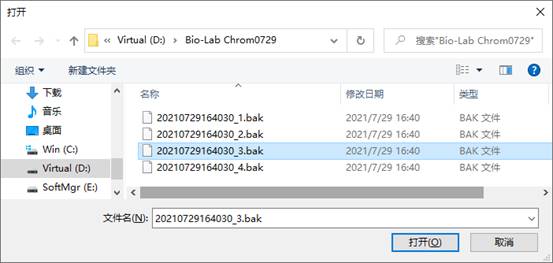 打开
Virtual (D:) › Bio-Lab Chrom0729
搜索"Bio-Lab Chrom0729"
组织 新建文件夹
名称 修改日期 类型
下载
音乐
桌面
Win (C:)
Virtual (D:)
SoftMgr (E:)
20210729164030_1.bak 2021/7/29 16:40 BAK 文件
20210729164030_2.bak 2021/7/29 16:40 BAK 文件
20210729164030_3.bak 2021/7/29 16:40 BAK 文件
20210729164030_4.bak 2021/7/29 16:40 BAK 文件
文件名(N): 20210729164030_3.bak
打开(O) 取消